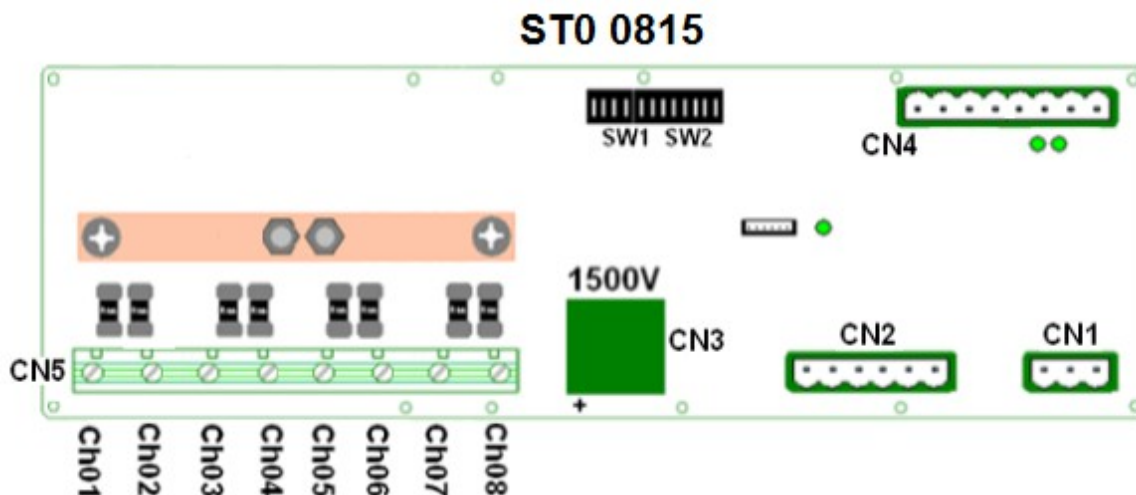 ST0 0815
SW1 SW2
CN4
1500V
CN3
CN2
CN1
CN5
+
Ch01
Ch02
Ch03
Ch04
Ch05
Ch06
Ch07
Ch08